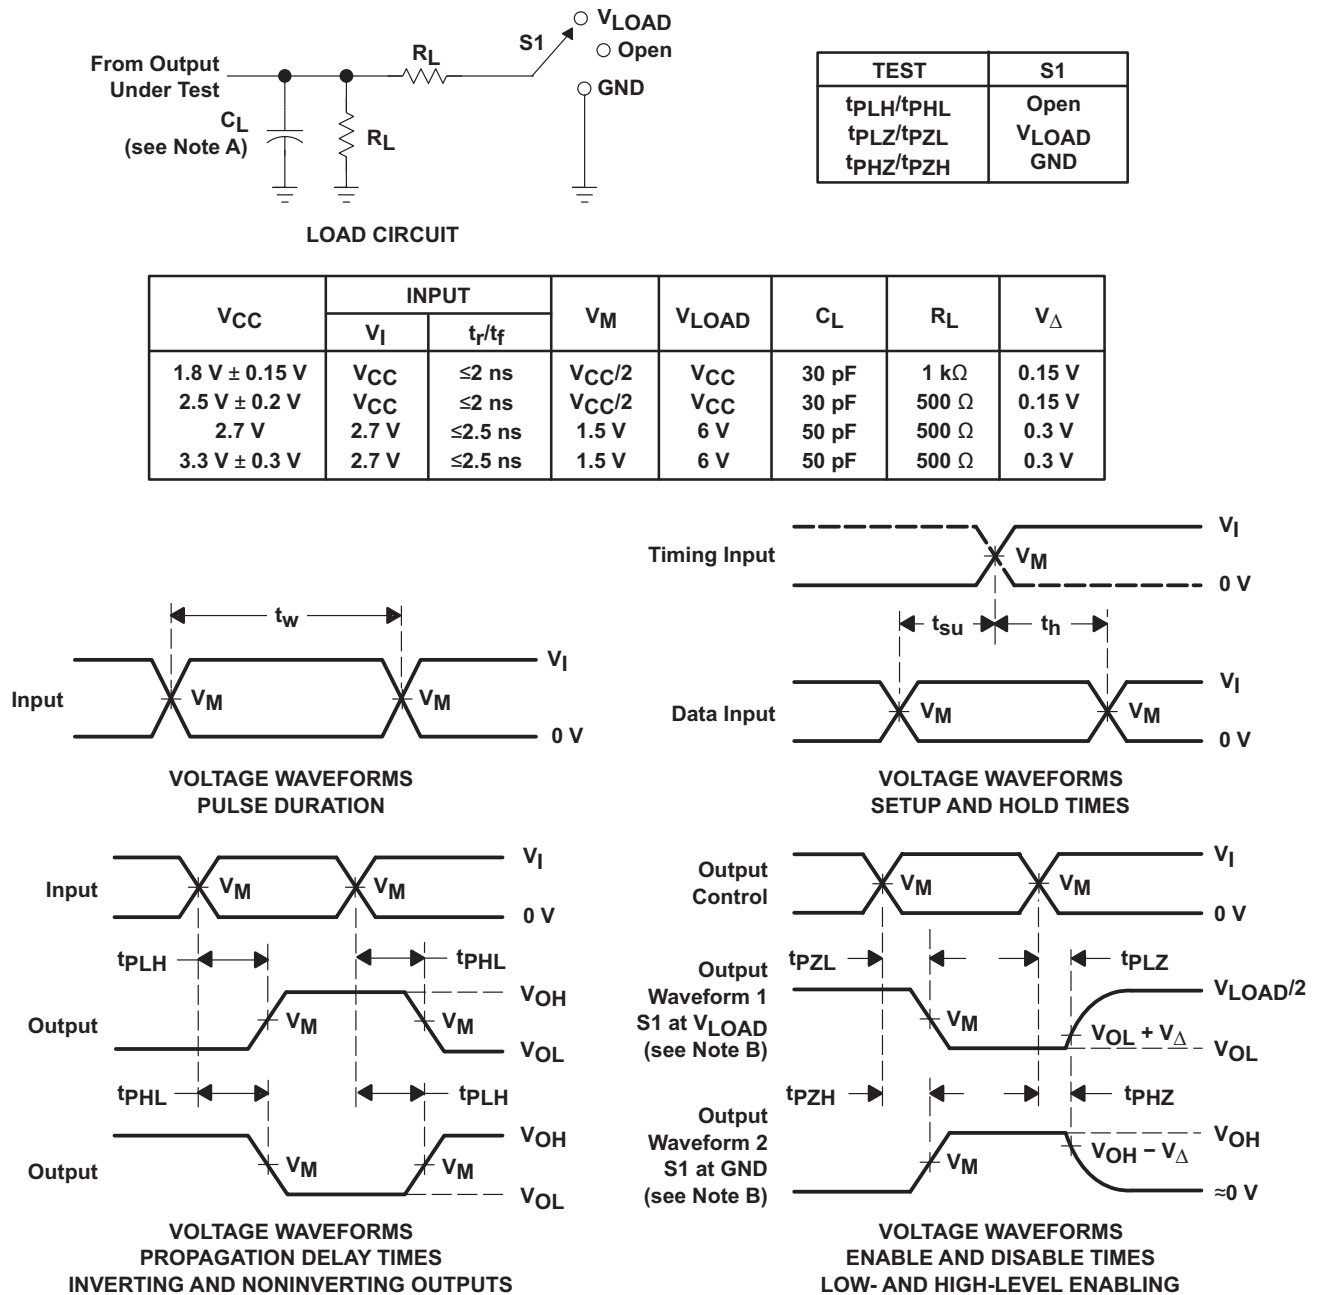 From Output
Under Test
CL
(see Note A)
RL
RL
S1
VLOAD
Open
GND
LOAD CIRCUIT
TEST S1
tPLH/tPHL Open
tPLZ/tPZL VLOAD
tPHZ/tPZH GND
VCC INPUT VM VLOAD CL RL VΔ
VI tr/tf
1.8 V ± 0.15 V VCC ≤2 ns VCC/2 VCC 30 pF 1 kΩ 0.15 V
2.5 V ± 0.2 V VCC ≤2 ns VCC/2 VCC 30 pF 500 Ω 0.15 V
2.7 V 2.7 V ≤2.5 ns 1.5 V 6 V 50 pF 500 Ω 0.3 V
3.3 V ± 0.3 V 2.7 V ≤2.5 ns 1.5 V 6 V 50 pF 500 Ω 0.3 V
tw
Input
VM
VM
VI
0 V
VOLTAGE WAVEFORMS
PULSE DURATION
Timing Input
VM
VI
0 V
tsu
th
Data Input
VM
VM
VI
0 V
VOLTAGE WAVEFORMS
SETUP AND HOLD TIMES
Input
VM
VM
VI
0 V
tPLH
tPHL
Output
VM
VM
VOH
VOL
tPHL
tPLH
Output
VM
VM
VOH
VOL
VOLTAGE WAVEFORMS
PROPAGATION DELAY TIMES
INVERTING AND NONINVERTING OUTPUTS
Output
Control
VM
VM
VI
0 V
tPZL
tPLZ
Output
Waveform 1
S1 at VLOAD
(see Note B)
VM
VOL + VΔ
VLOAD/2
VOL
tPZH
tPHZ
Output
Waveform 2
S1 at GND
(see Note B)
VM
VOH − VΔ
VOH
≈0 V
VOLTAGE WAVEFORMS
ENABLE AND DISABLE TIMES
LOW- AND HIGH-LEVEL ENABLING